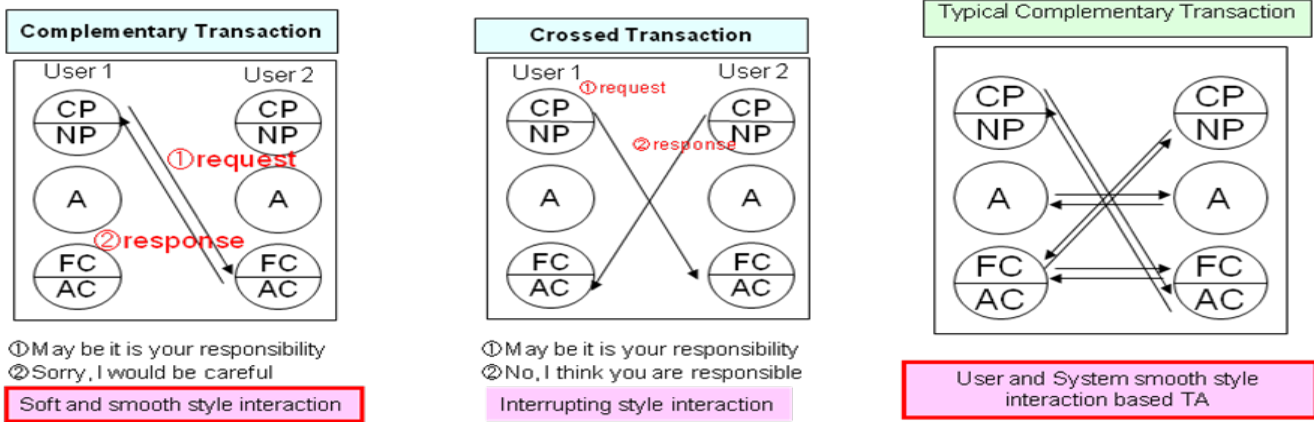 Complementary Transaction
User 1
User 2
CP
NP
CP
NP
①request
A
A
②response
FC
AC
FC
AC
①May be it is your responsibility
②Sorry, I would be careful
Soft and smooth style interaction
Crossed Transaction
User 1
User 2
①request
CP
NP
CP
NP
②response
A
A
FC
AC
FC
AC
①May be it is your responsibility
②No, I think you are responsible
Interrupting style interaction
Typical Complementary Transaction
CP
NP
CP
NP
A
A
FC
AC
FC
AC
User and System smooth style
interaction based TA